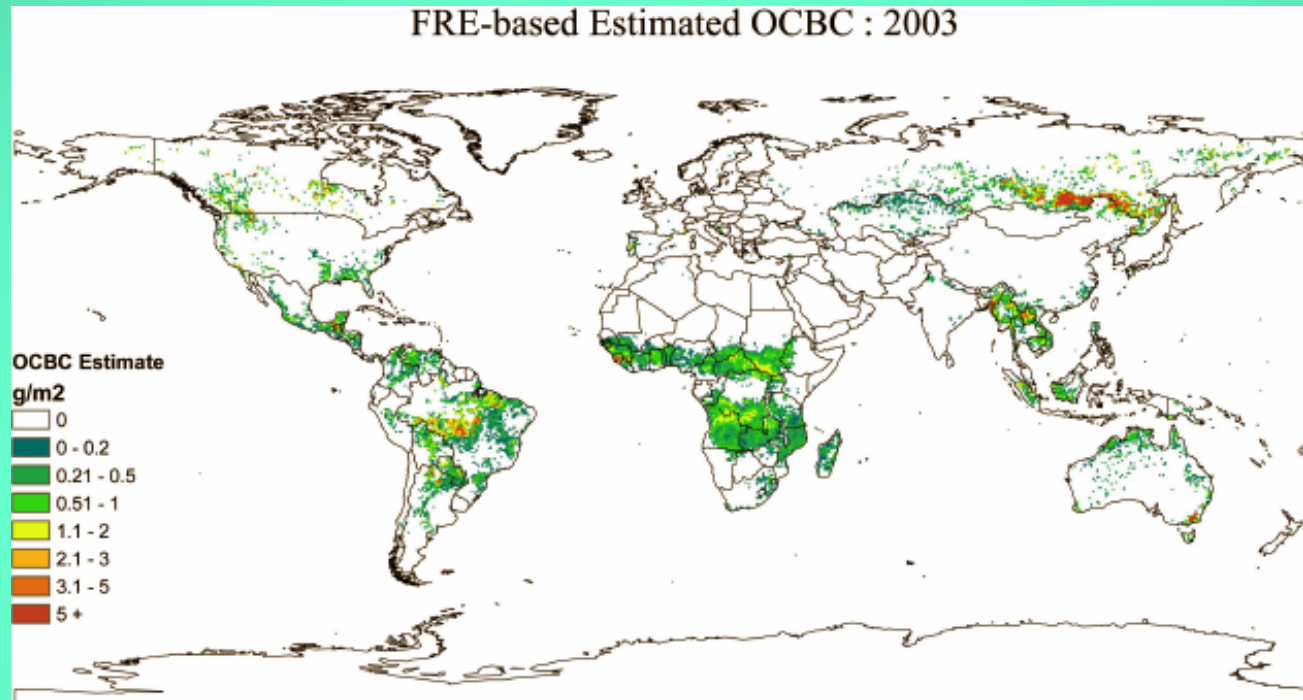 FRE-based Estimated OCBC : 2003
OCBC Estimate
g/m2
0
0 - 0.2
0.21 - 0.5
0.51 - 1
1.1 - 2
2.1 - 3
3.1 - 5
5 +